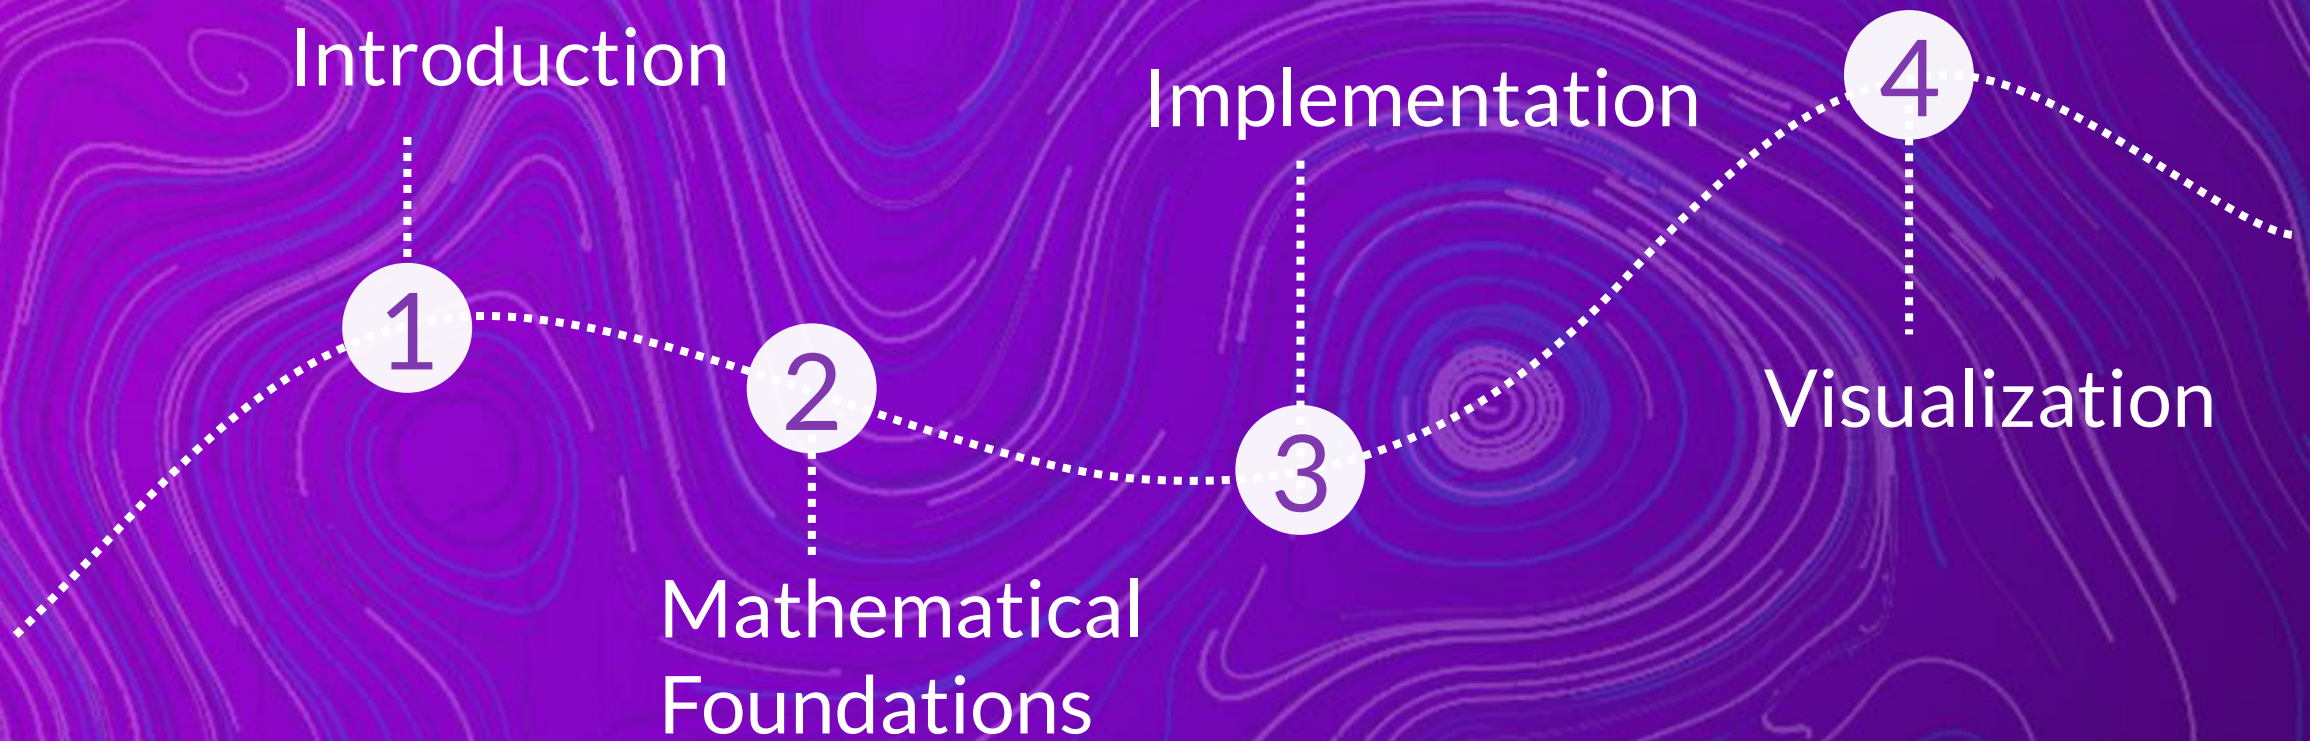 Introduction
1
2
Mathematical
Foundations
Implementation
3
4
Visualization